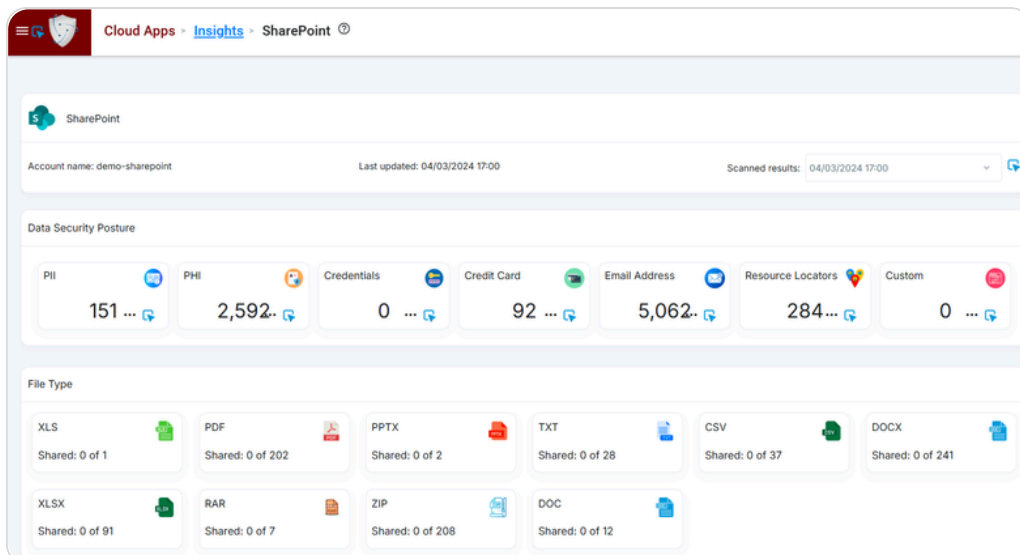 Cloud Apps > Insights > SharePoint ?
SharePoint
Account name: demo-sharepoint Last updated: 04/03/2024 17:00 Scanned results: 04/03/2024 17:00
Data Security Posture
PII PHI Credentials Credit Card Email Address Resource Locators Custom
151 ... 2,592.. 0 ... 92 ... 5,062.. 284... 0 ...
File Type
XLS PDF PPTX TXT CSV DOCX
Shared: 0 of 1 Shared: 0 of 202 Shared: 0 of 2 Shared: 0 of 28 Shared: 0 of 37 Shared: 0 of 241
XLSX RAR ZIP DOC
Shared: 0 of 91 Shared: 0 of 7 Shared: 0 of 208 Shared: 0 of 12